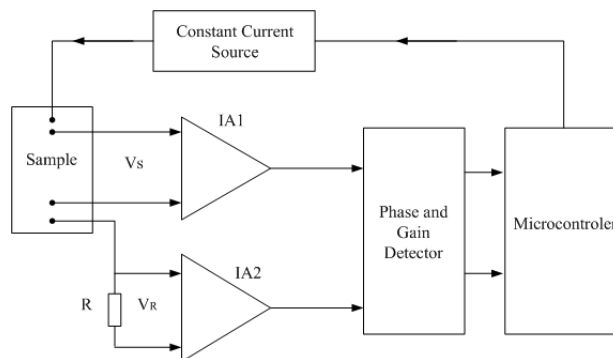 Constant Current
Source
IA1
Sample
Vs
Phase and
Gain
Detector
Microcontroler
IA2
R
VR